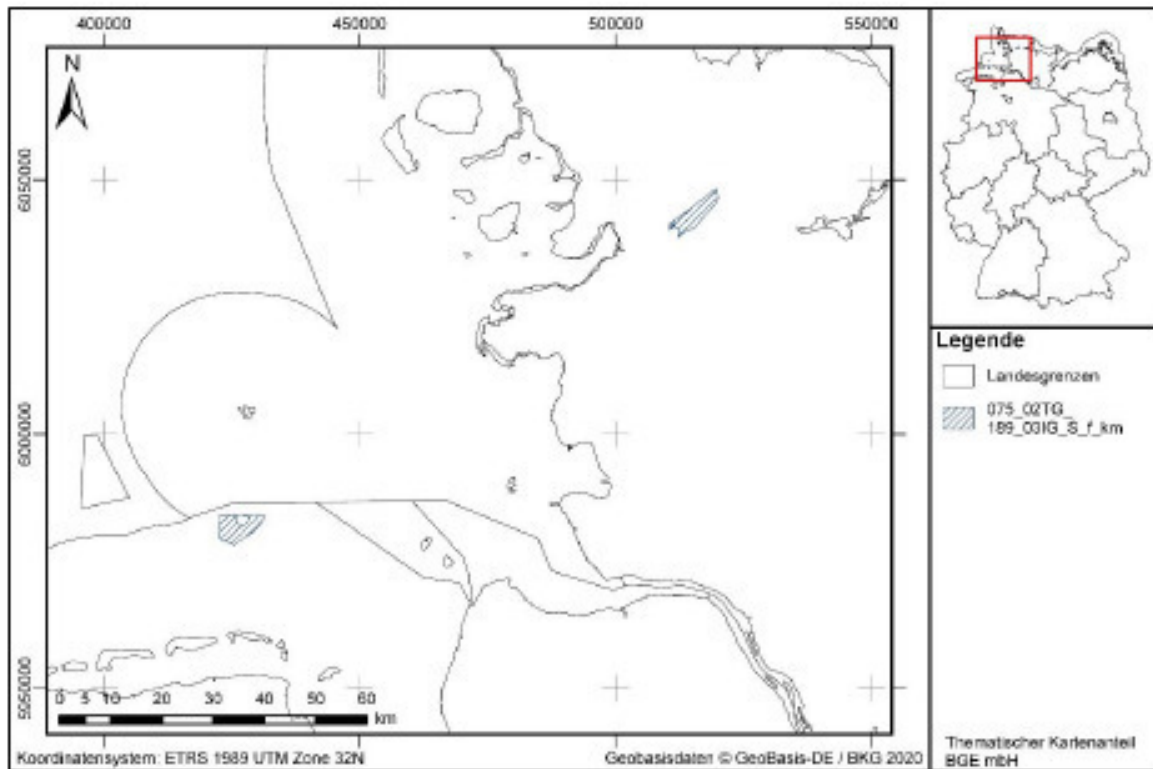 400000 450000 500000 550000
N
6050000
6000000
5950000
0 5 10 20 30 40 50 60
km
Koordinatensystem: ETRS 1989 UTM Zone 32N
Geobasisdaten © GeoBasis-DE / BKG 2020
Legende
Landesgrenzen
075_02TG_
189_03IG_S_f_km
Thematischer Kartenanteil
BGE mbH